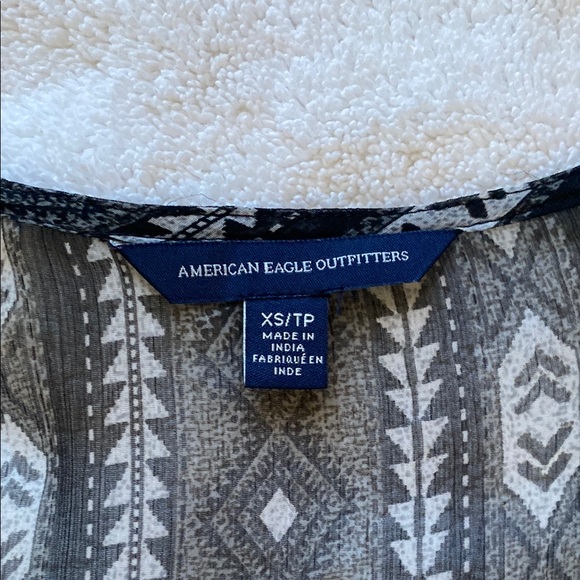 AMERICAN EAGLE OUTFITTERS
XS/TP
MADE IN
INDIA
FABRIQUÉ EN
INDE